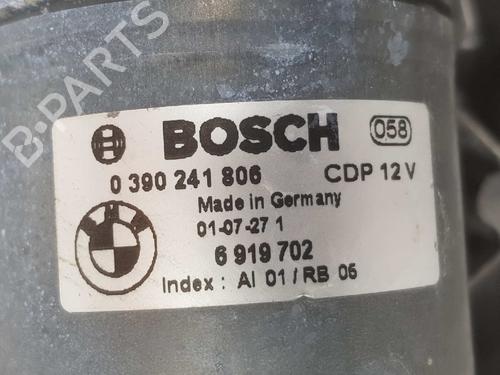 BOSCH 058
0 390 241 806 CDP 12 V
Made in Germany
01-07-27 1
6 919 702
Index : AI 01 / RB 06
BMW
B-PARTS